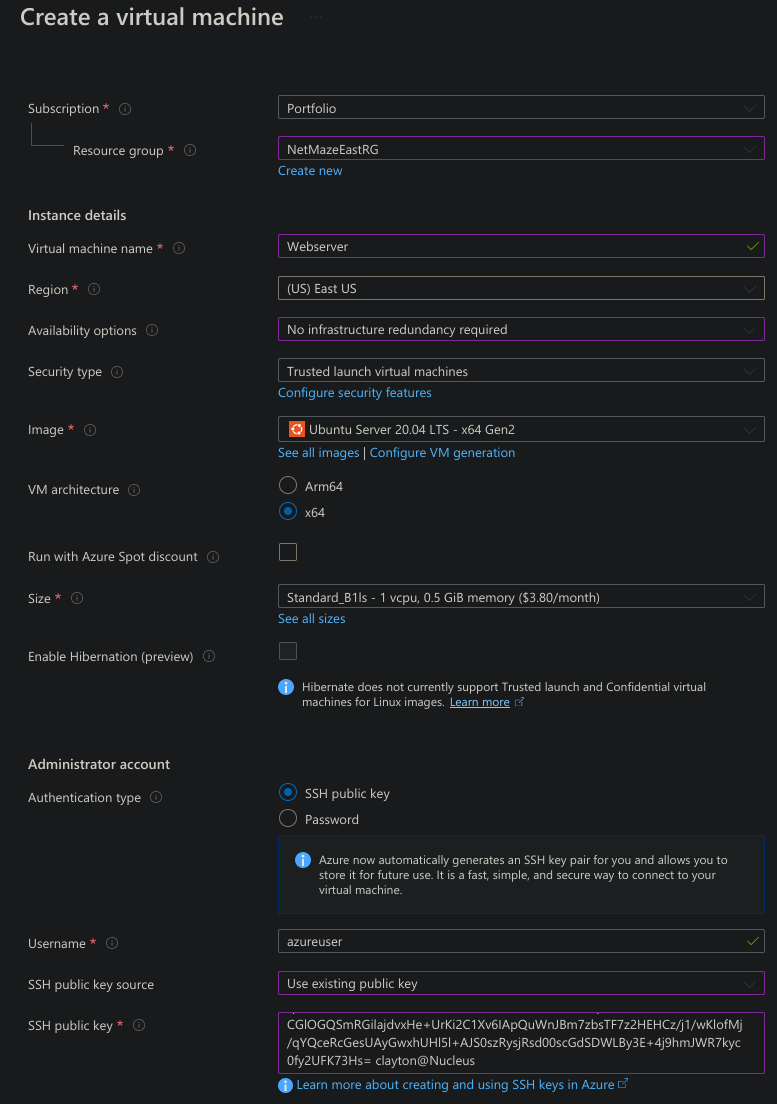 Create a virtual machine ...
Subscription *
Portfolio
Resource group *
NetMazeEastRG
Create new
Instance details
Virtual machine name *
Webserver
Region *
(US) East US
Availability options
No infrastructure redundancy required
Security type
Trusted launch virtual machines
Configure security features
Image *
Ubuntu Server 20.04 LTS - x64 Gen2
See all images | Configure VM generation
VM architecture
Arm64
x64
Run with Azure Spot discount
Size *
Standard_B1ls - 1 vcpu, 0.5 GiB memory ($3.80/month)
See all sizes
Enable Hibernation (preview)
Hibernate does not currently support Trusted launch and Confidential virtual
machines for Linux images. Learn more
Administrator account
Authentication type
SSH public key
Password
Azure now automatically generates an SSH key pair for you and allows you to
store it for future use. It is a fast, simple, and secure way to connect to your
virtual machine.
Username *
azureuser
SSH public key source
Use existing public key
SSH public key *
CGlOGQSmRGilajdvxHe+UrKi2C1Xv6IApQuWnJBm7zbsTF7z2HEHCz/j1/wKlofMj
/qYQceRcGesUAyGwxhUHl5l+AJS0szRysjRsd00scGdSDWLBy3E+4j9hmJWR7kyc
0fy2UFK73Hs= clayton@Nucleus
Learn more about creating and using SSH keys in Azure